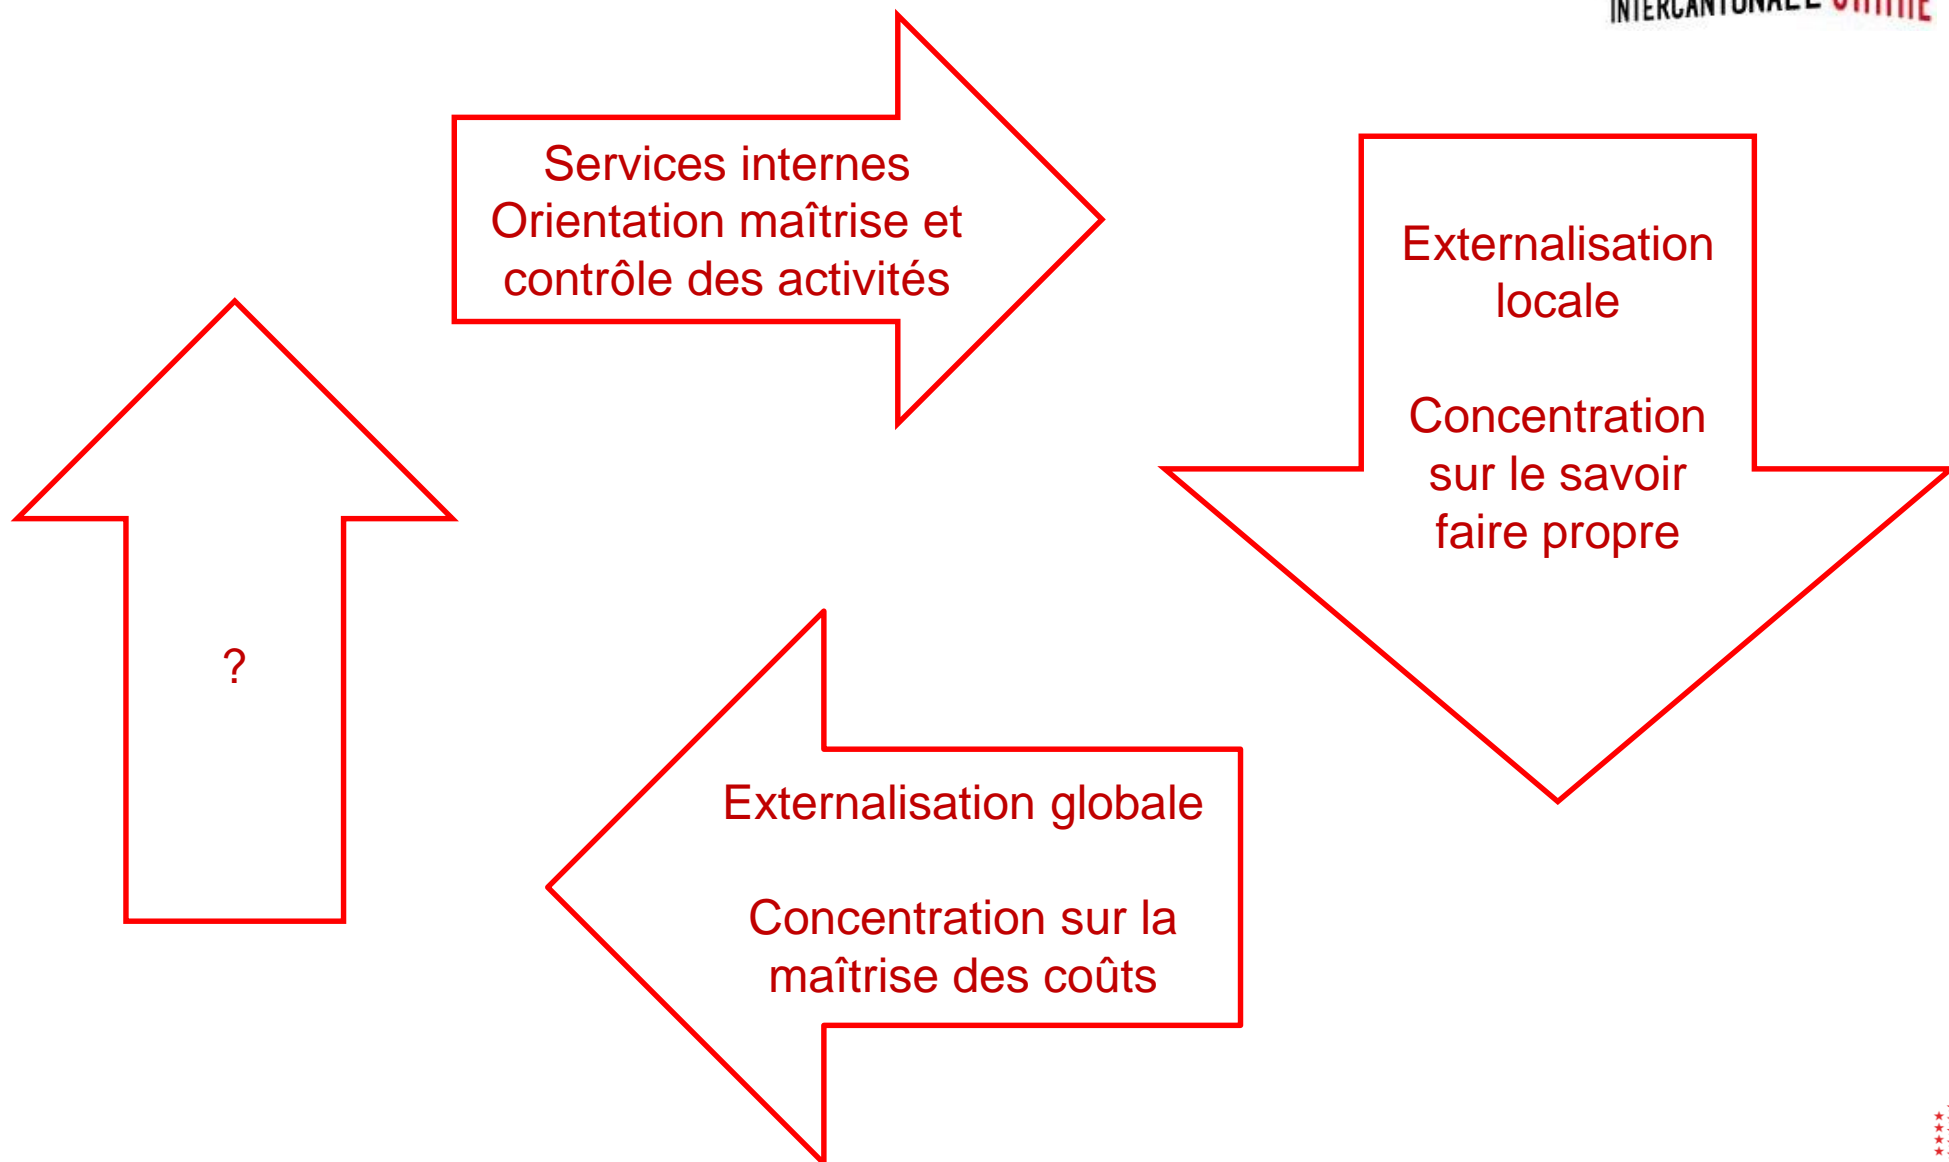 INTERCANTONALE
Services internes
Orientation maîtrise et
contrôle des activités
Externalisation
locale
Concentration
sur le savoir
faire propre
?
Externalisation globale
Concentration sur la
maîtrise des coûts